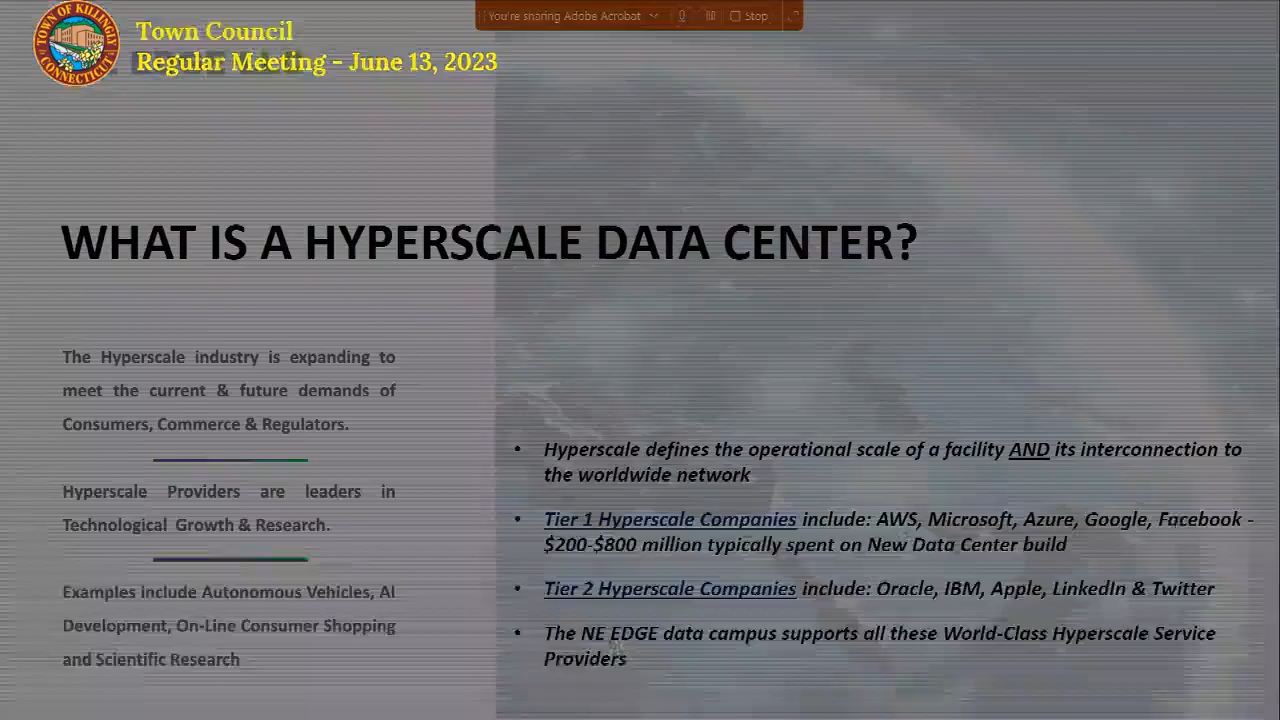 TOWN OF KILLINGLY
CONNECTICUT
Town Council
Regular Meeting - June 13, 2023
You're sharing Adobe Acrobat
Stop
WHAT IS A HYPERSCALE DATA CENTER?
The Hyperscale industry is expanding to
meet the current & future demands of
Consumers, Commerce & Regulators.
Hyperscale Providers are leaders in
Technological Growth & Research.
Examples include Autonomous Vehicles, AI
Development, On-Line Consumer Shopping
and Scientific Research
• Hyperscale defines the operational scale of a facility AND its interconnection to
the worldwide network
• Tier 1 Hyperscale Companies include: AWS, Microsoft, Azure, Google, Facebook -
$200-$800 million typically spent on New Data Center build
• Tier 2 Hyperscale Companies include: Oracle, IBM, Apple, LinkedIn & Twitter
• The NE EDGE data campus supports all these World-Class Hyperscale Service
Providers